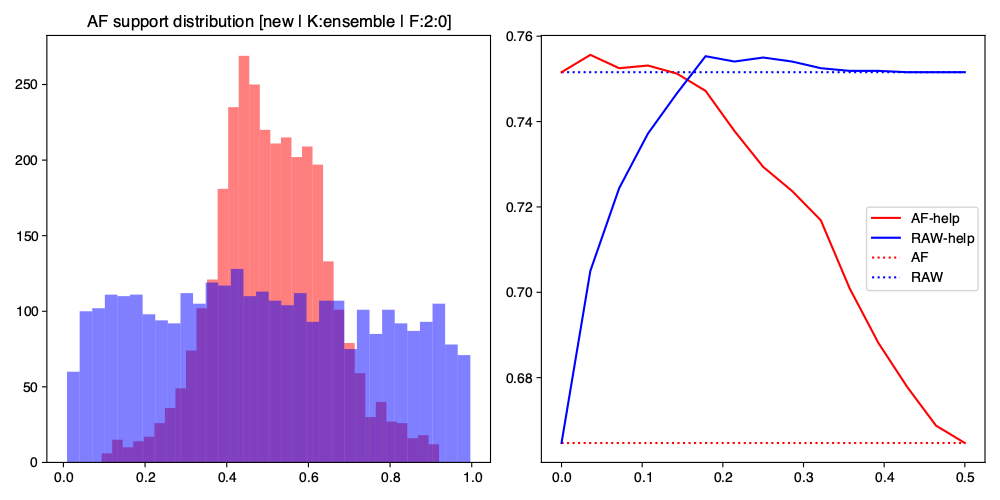 AF support distribution [new | K:ensemble | F:2:0]
250
200
150
100
50
0
0.0 0.2 0.4 0.6 0.8 1.0
0.76
0.74
0.72
0.70
0.68
AF-help
RAW-help
AF
RAW
0.0 0.1 0.2 0.3 0.4 0.5